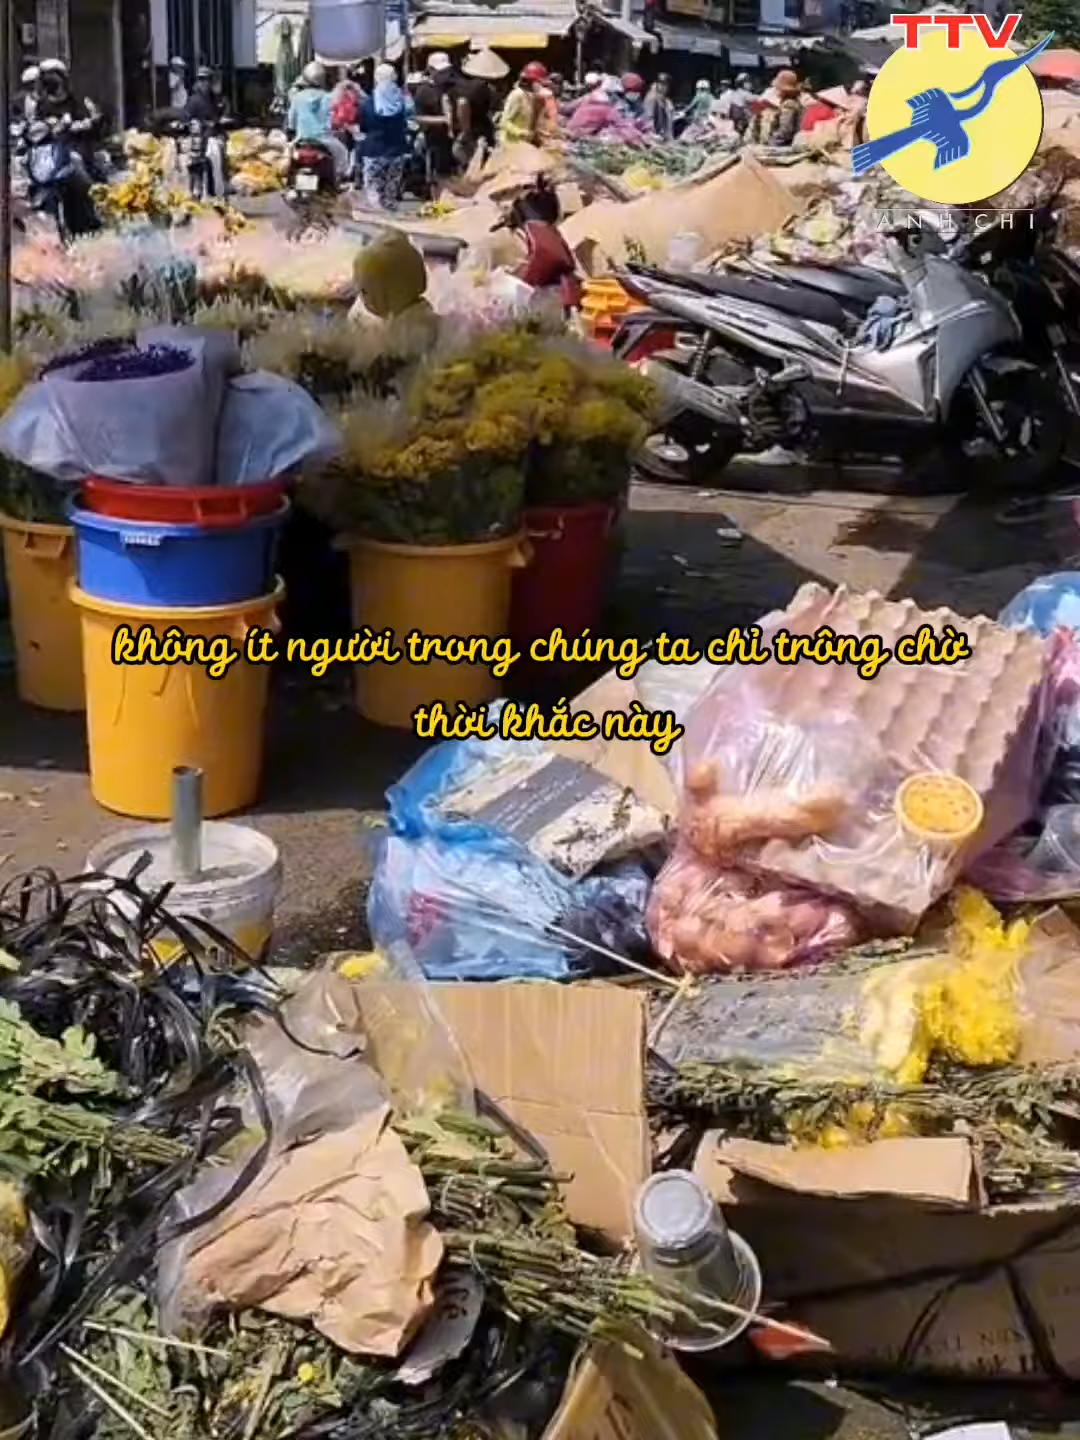 TTV
ANH CHI
không ít người trong chúng ta chỉ trông chờ
thời khắc này